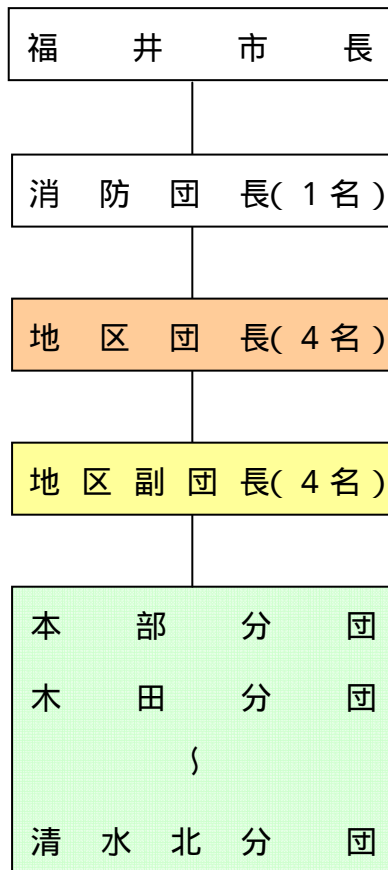 福井市長
消防団長(1名)
地区団長(4名)
地区副団長(4名)
本部分団
木田分団
~
清水北分団